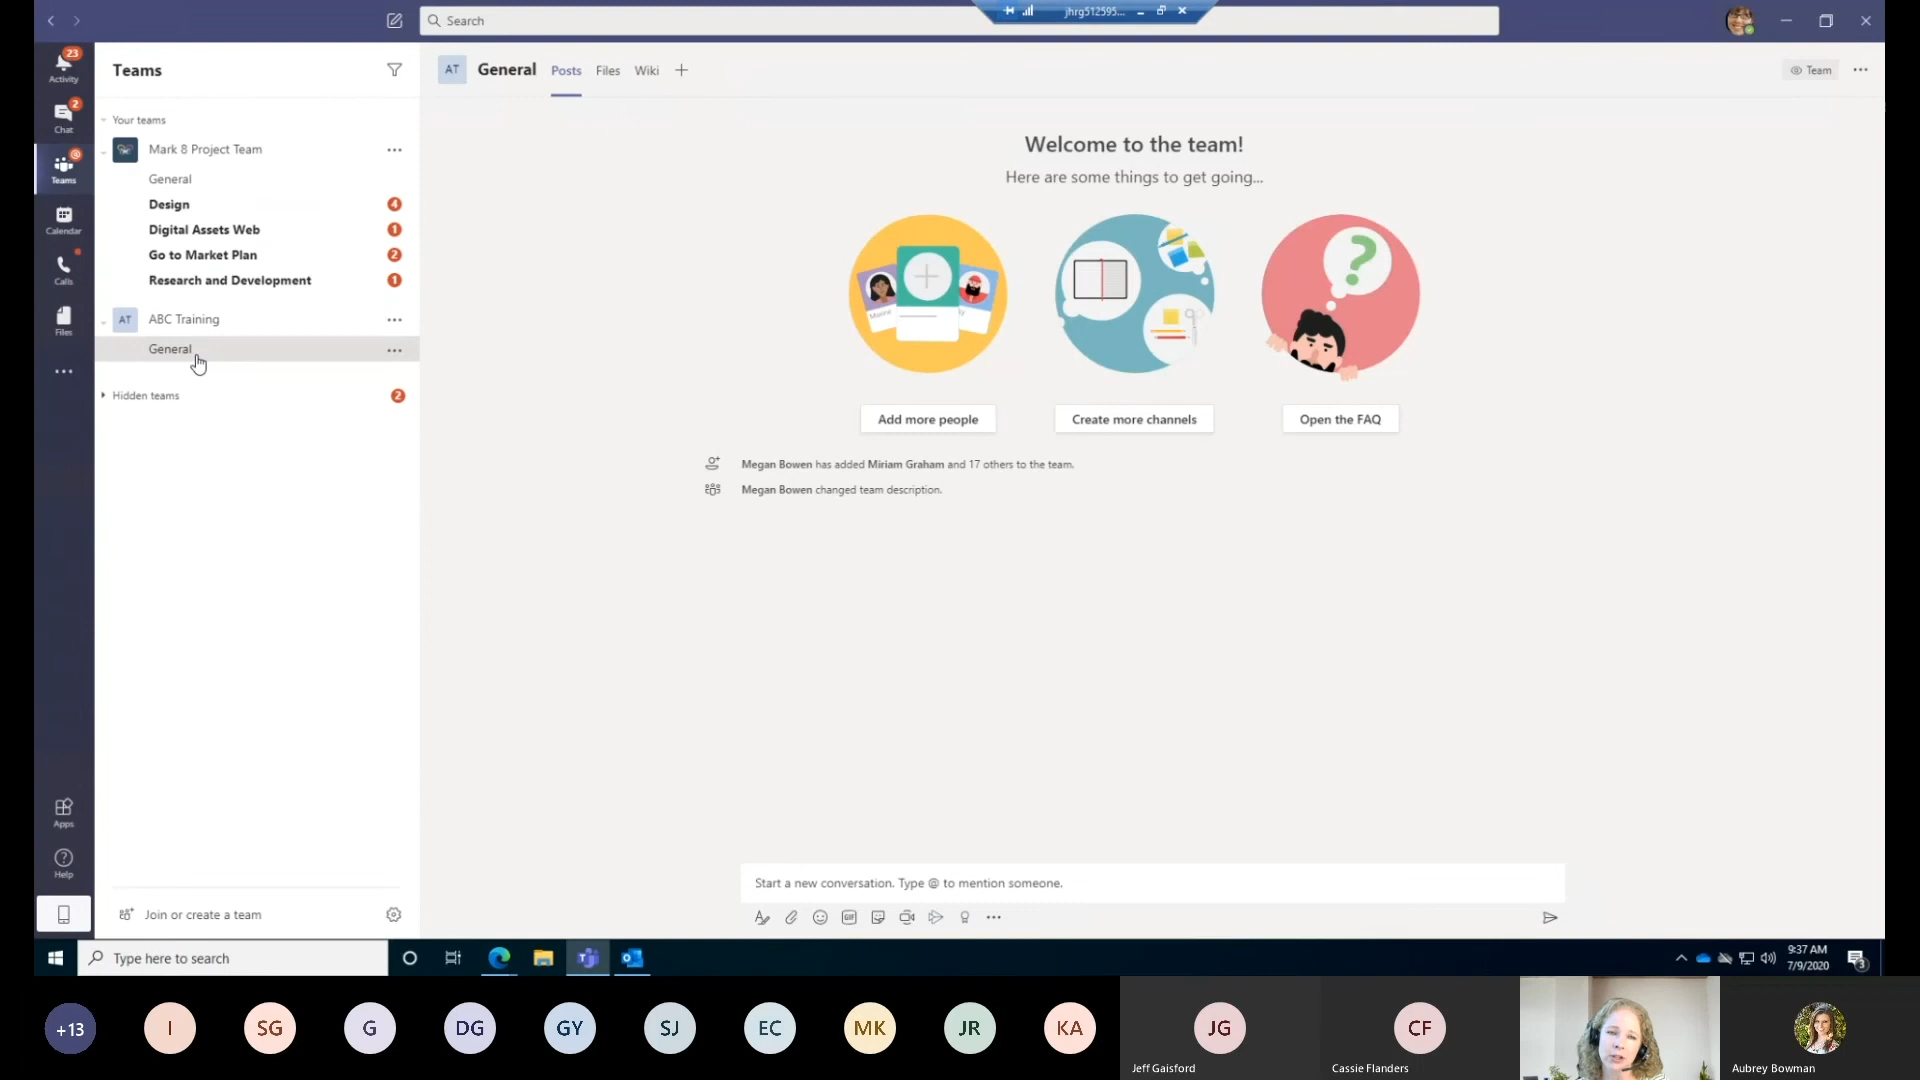 Search
jhrg512595...
23
Activity
2
Chat
Teams
Calendar
Calls
Files
Apps
Help
Teams
Your teams
Mark 8 Project Team
General
Design 4
Digital Assets Web 1
Go to Market Plan 2
Research and Development 1
AT ABC Training
General
Hidden teams 2
Join or create a team
AT General Posts Files Wiki
Team
Welcome to the team!
Here are some things to get going...
Maxine
Add more people
Create more channels
Open the FAQ
Megan Bowen has added Miriam Graham and 17 others to the team.
Megan Bowen changed team description.
Start a new conversation. Type @ to mention someone.
GIF
Type here to search
9:37 AM
7/9/2020
3
+13 I SG G DG GY SJ EC MK JR KA JG CF
Jeff Gaisford
Cassie Flanders
Aubrey Bowman